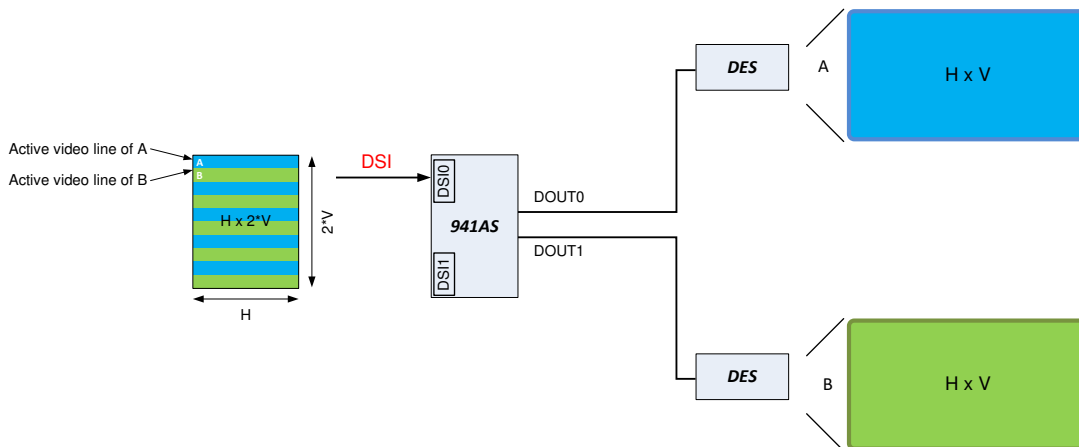 Active video line of A
Active video line of B
A
B
H x 2*V
2*V
H
DSI
DSI0
941AS
DSI1
DOUT0
DOUT1
DES
A
H x V
DES
B
H x V